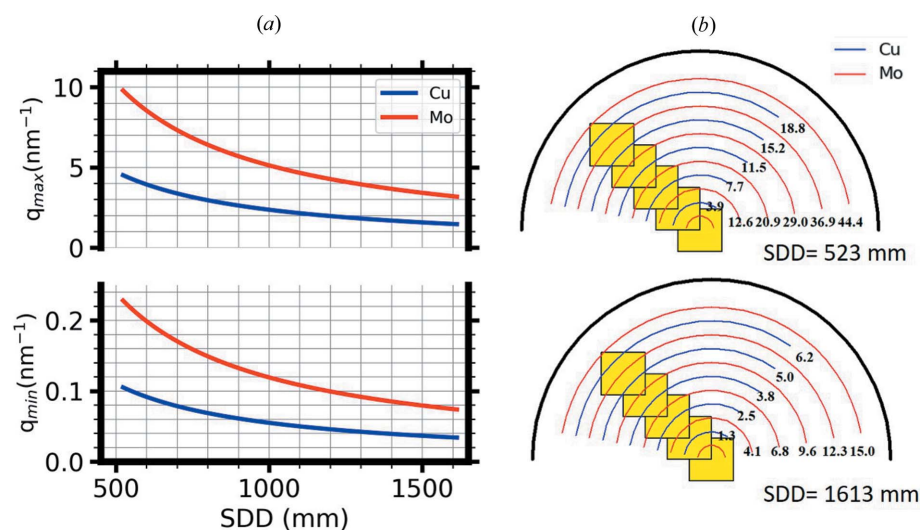 (a)
(b)
10
5
0
qmax(nm⁻¹)
Cu
Mo
0.2
0.1
0.0
qmin(nm⁻¹)
500
1000
1500
SDD (mm)
Cu
Mo
18.8
15.2
11.5
7.7
3.9
12.6 20.9 29.0 36.9 44.4
SDD= 523 mm
6.2
5.0
3.8
2.5
1.3
4.1 6.8 9.6 12.3 15.0
SDD= 1613 mm